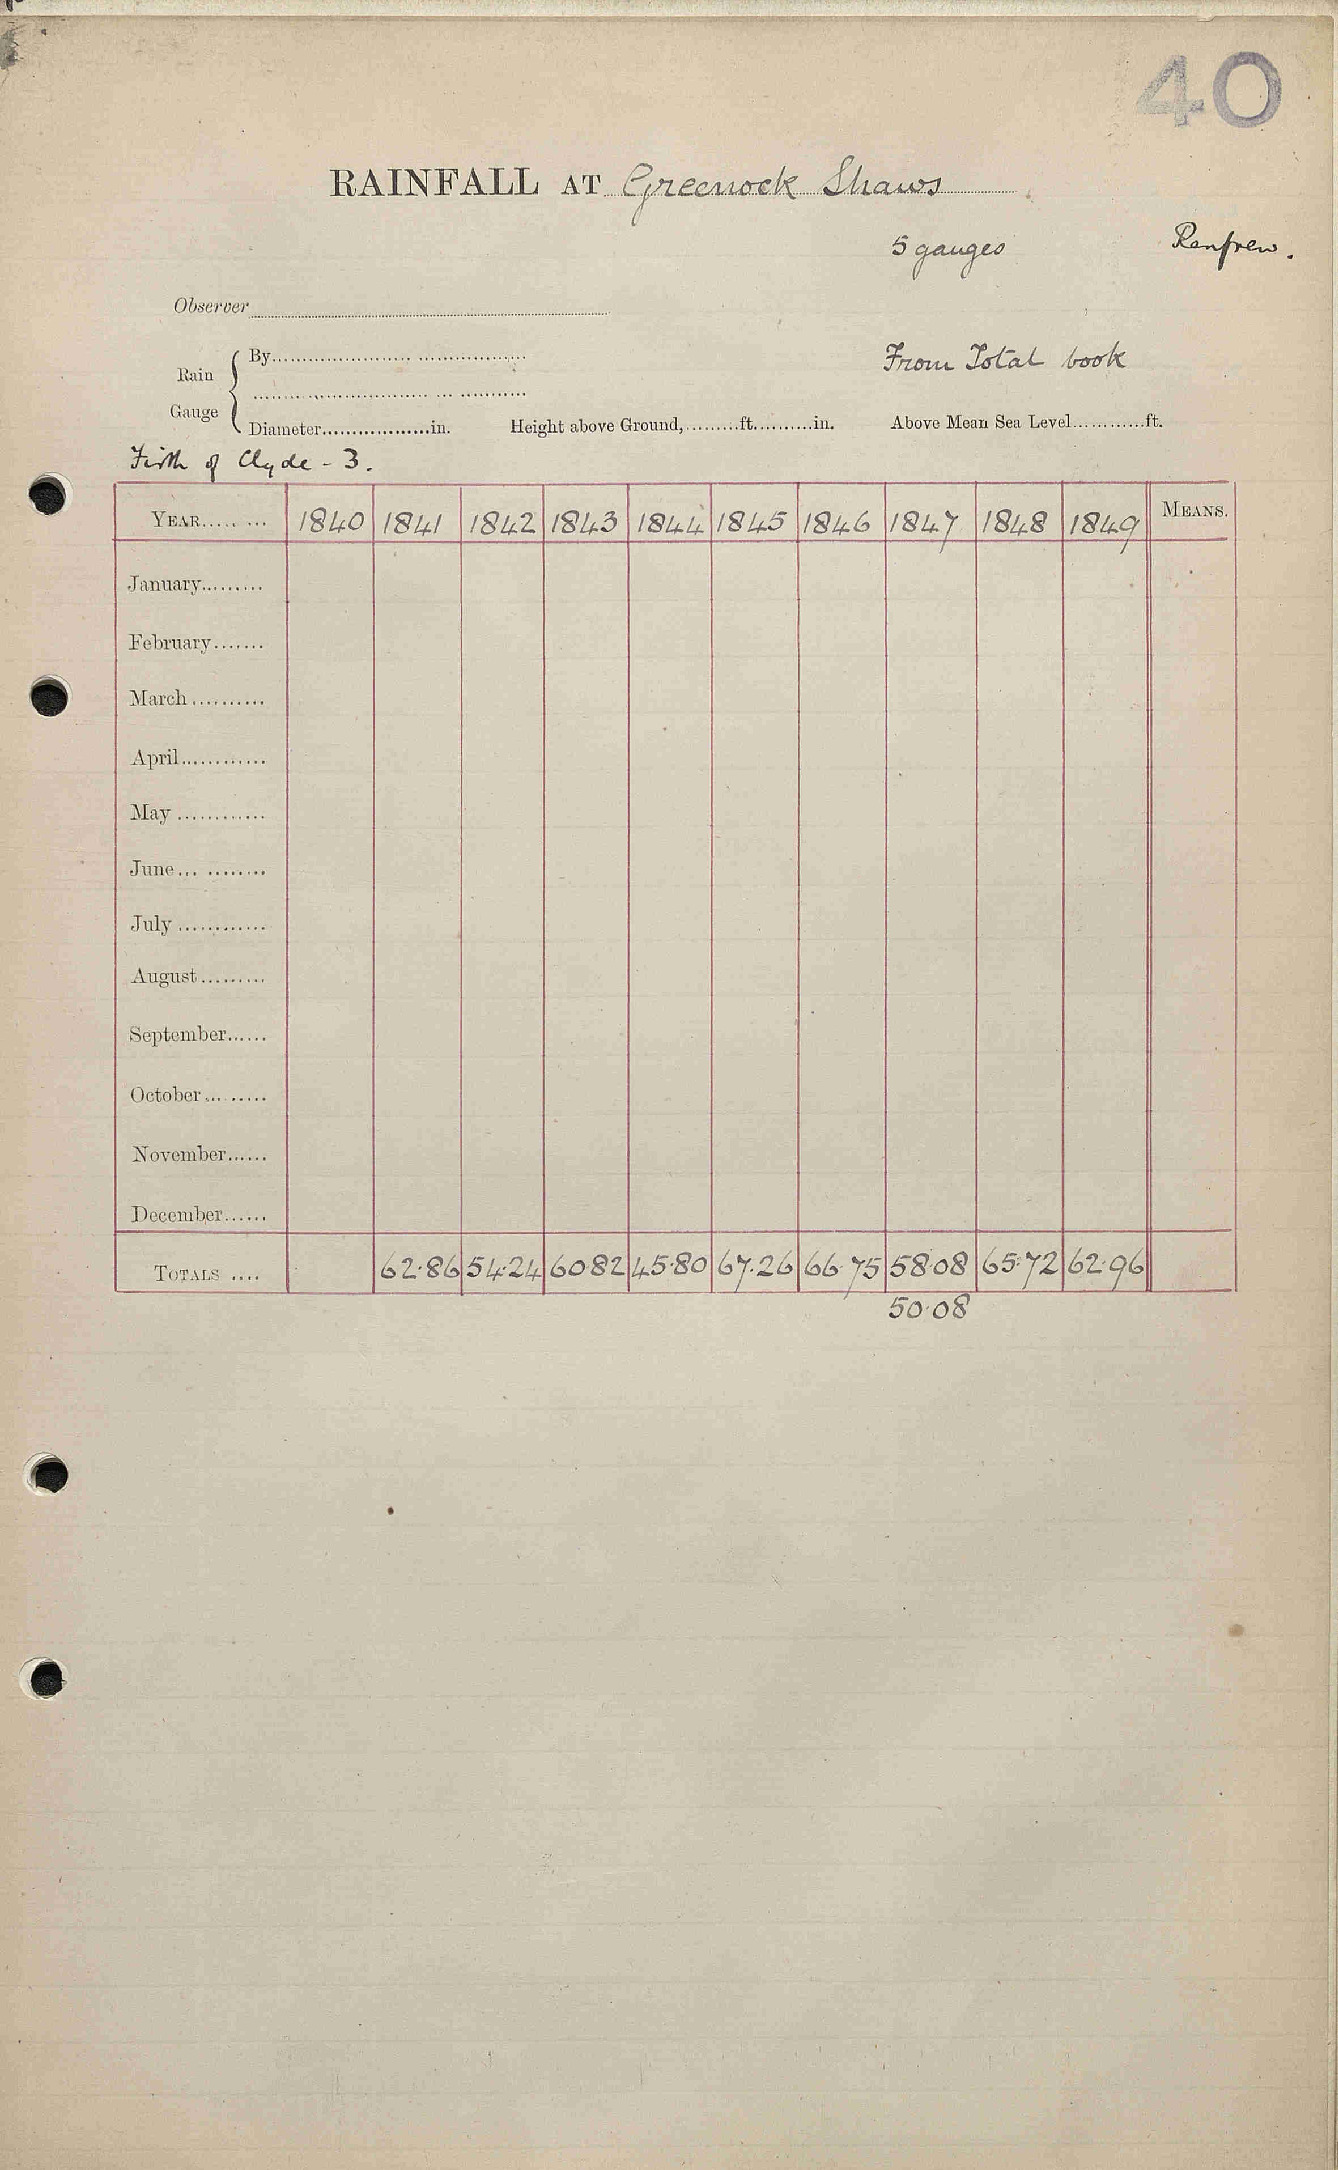 40
RAINFALL AT Greenock Shaws
5 gauges Renfrew.
Observer
Rain Gauge
By
From Total book
Diameter..................in. Height above Ground,.........ft..........in. Above Mean Sea Level............ft.
Firth of Clyde - 3.
YEAR 1840 1841 1842 1843 1844 1845 1846 1847 1848 1849 MEANS.
January
February
March
April
May
June
July
August
September
October
November
December
TOTALS 62.86 54.24 60.82 45.80 67.26 66.75 58.08 65.72 62.96
50.08